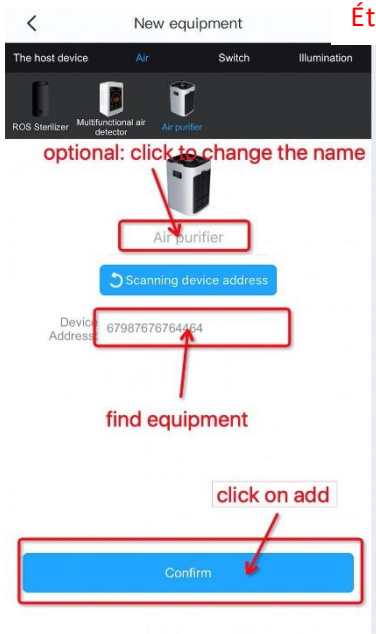 New equipment
Ét
The host device Air Switch Illumination
ROS Sterilizer Multifunctional air detector Air purifier
optional: click to change the name
Air purifier
Scanning device address
Device Address: 67987676764464
find equipment
click on add
Confirm